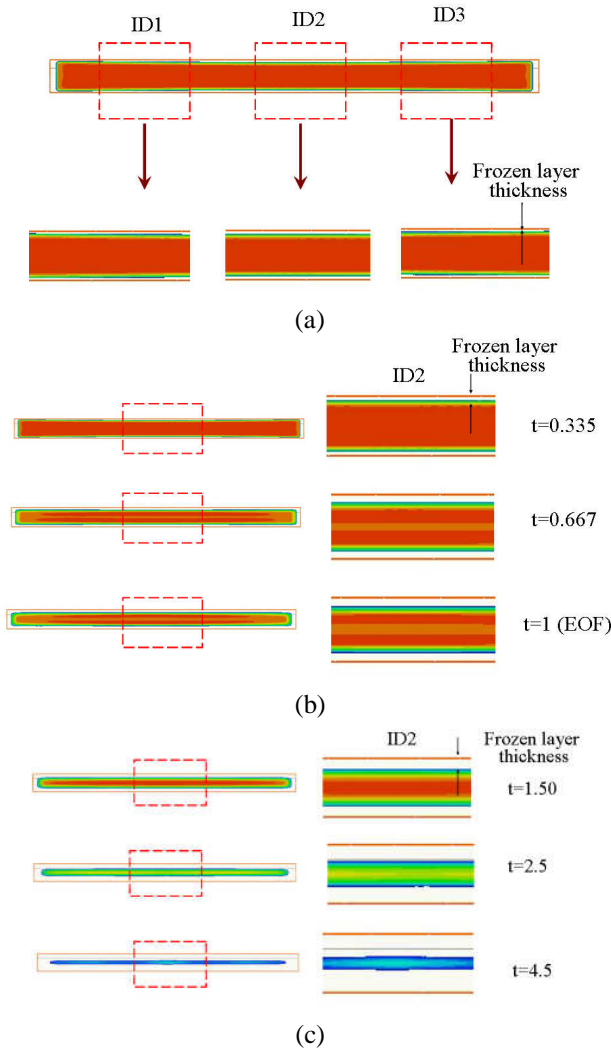 ID1
ID2
ID3
Frozen layer
thickness
(a)
Frozen layer
thickness
ID2
t=0.335
t=0.667
t=1 (EOF)
(b)
ID2
Frozen layer
thickness
t=1.50
t=2.5
t=4.5
(c)